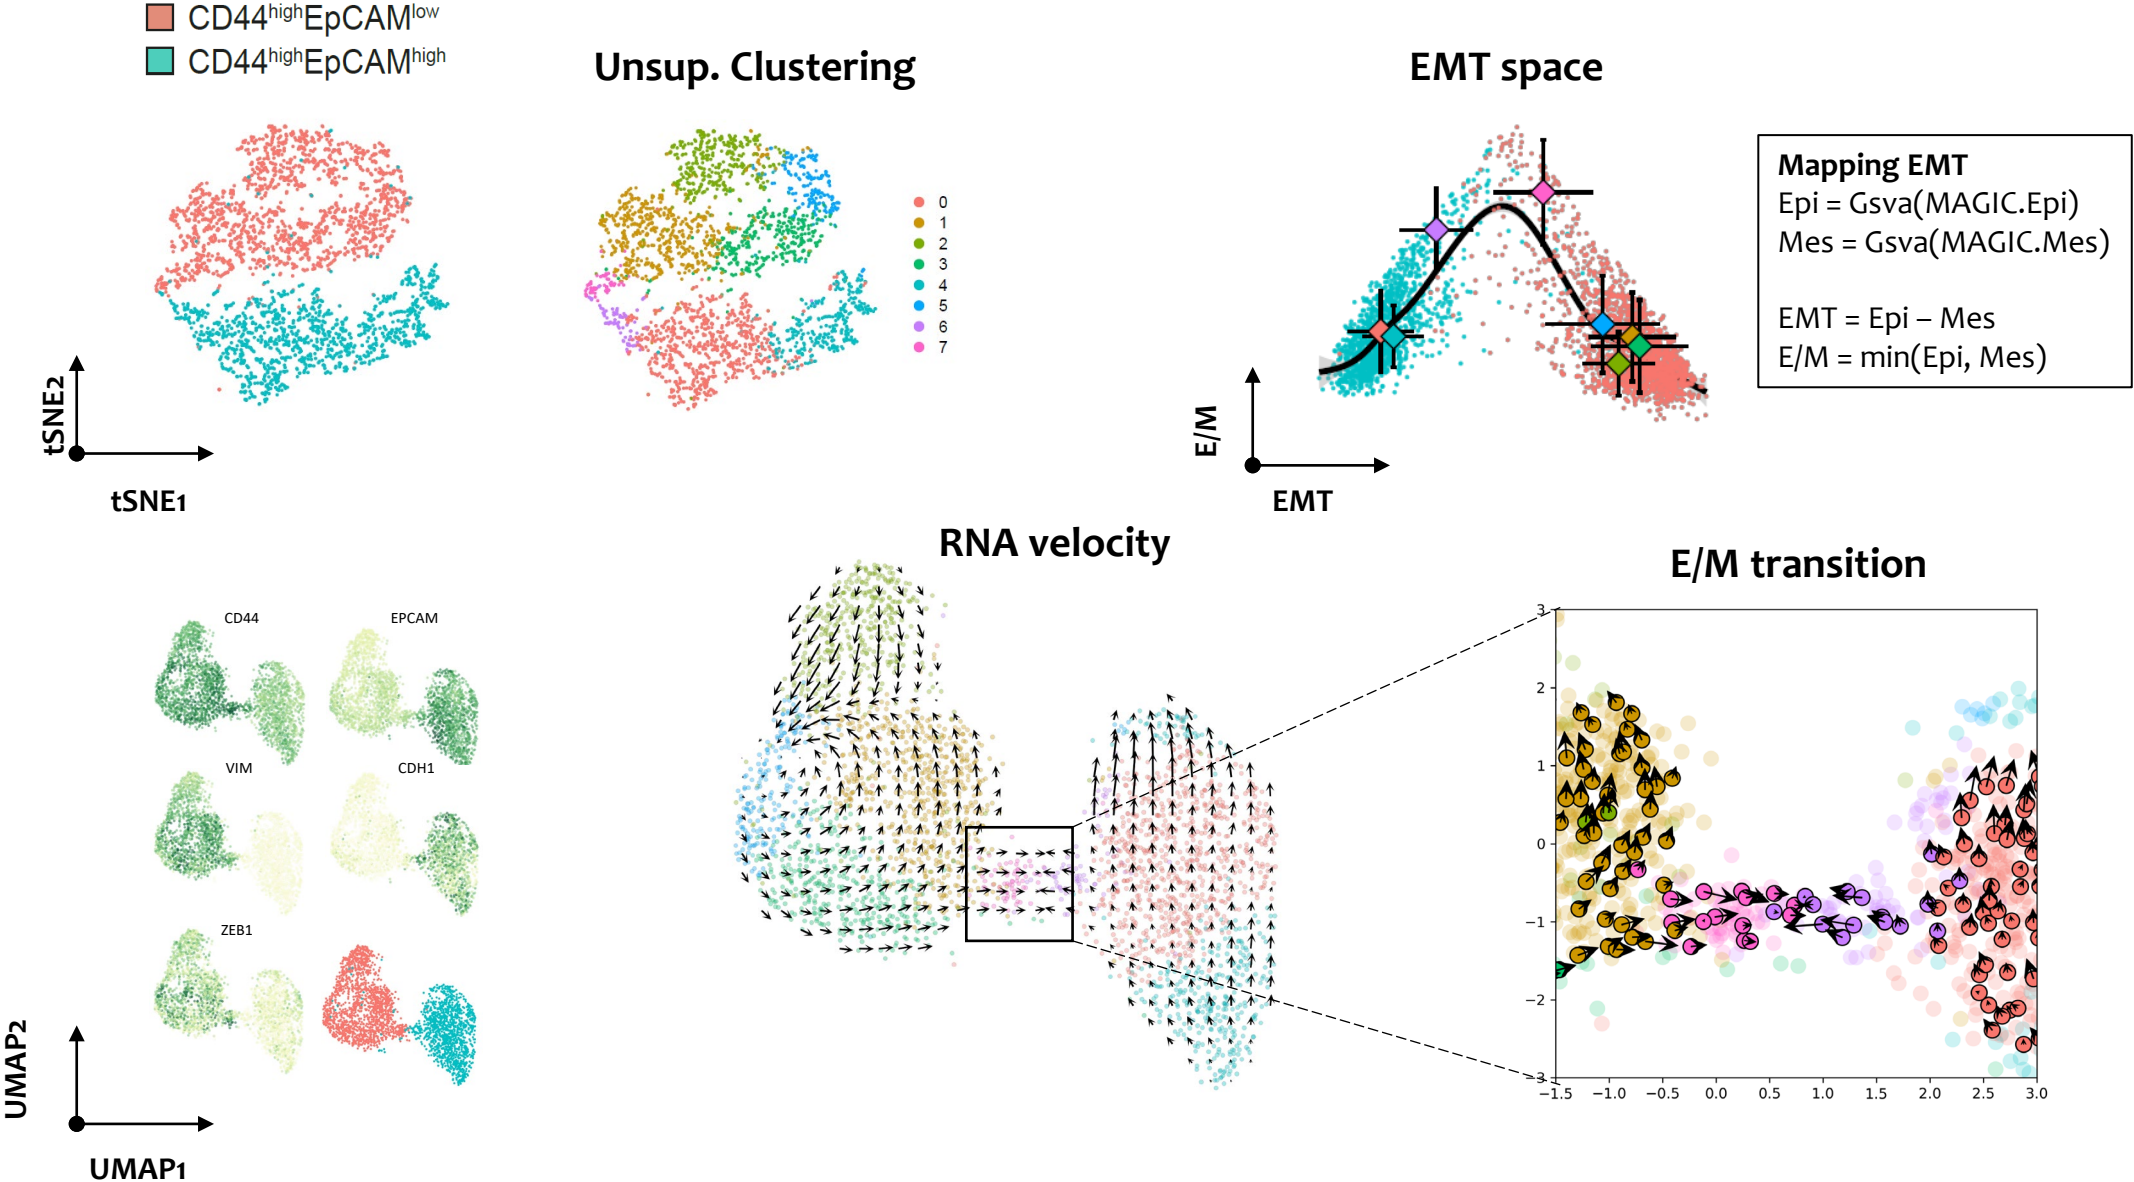 CD44highEpCAMlow
CD44highEpCAMhigh
Unsup. Clustering
EMT space
0
1
2
3
4
5
6
7
Mapping EMT
Epi = Gsva(MAGIC.Epi)
Mes = Gsva(MAGIC.Mes)
EMT = Epi – Mes
E/M = min(Epi, Mes)
tSNE2
tSNE1
E/M
EMT
RNA velocity
E/M transition
CD44
EPCAM
VIM
CDH1
ZEB1
UMAP2
UMAP1
3
2
1
0
−1
−2
−3
−1.5 −1.0 −0.5 0.0 0.5 1.0 1.5 2.0 2.5 3.0